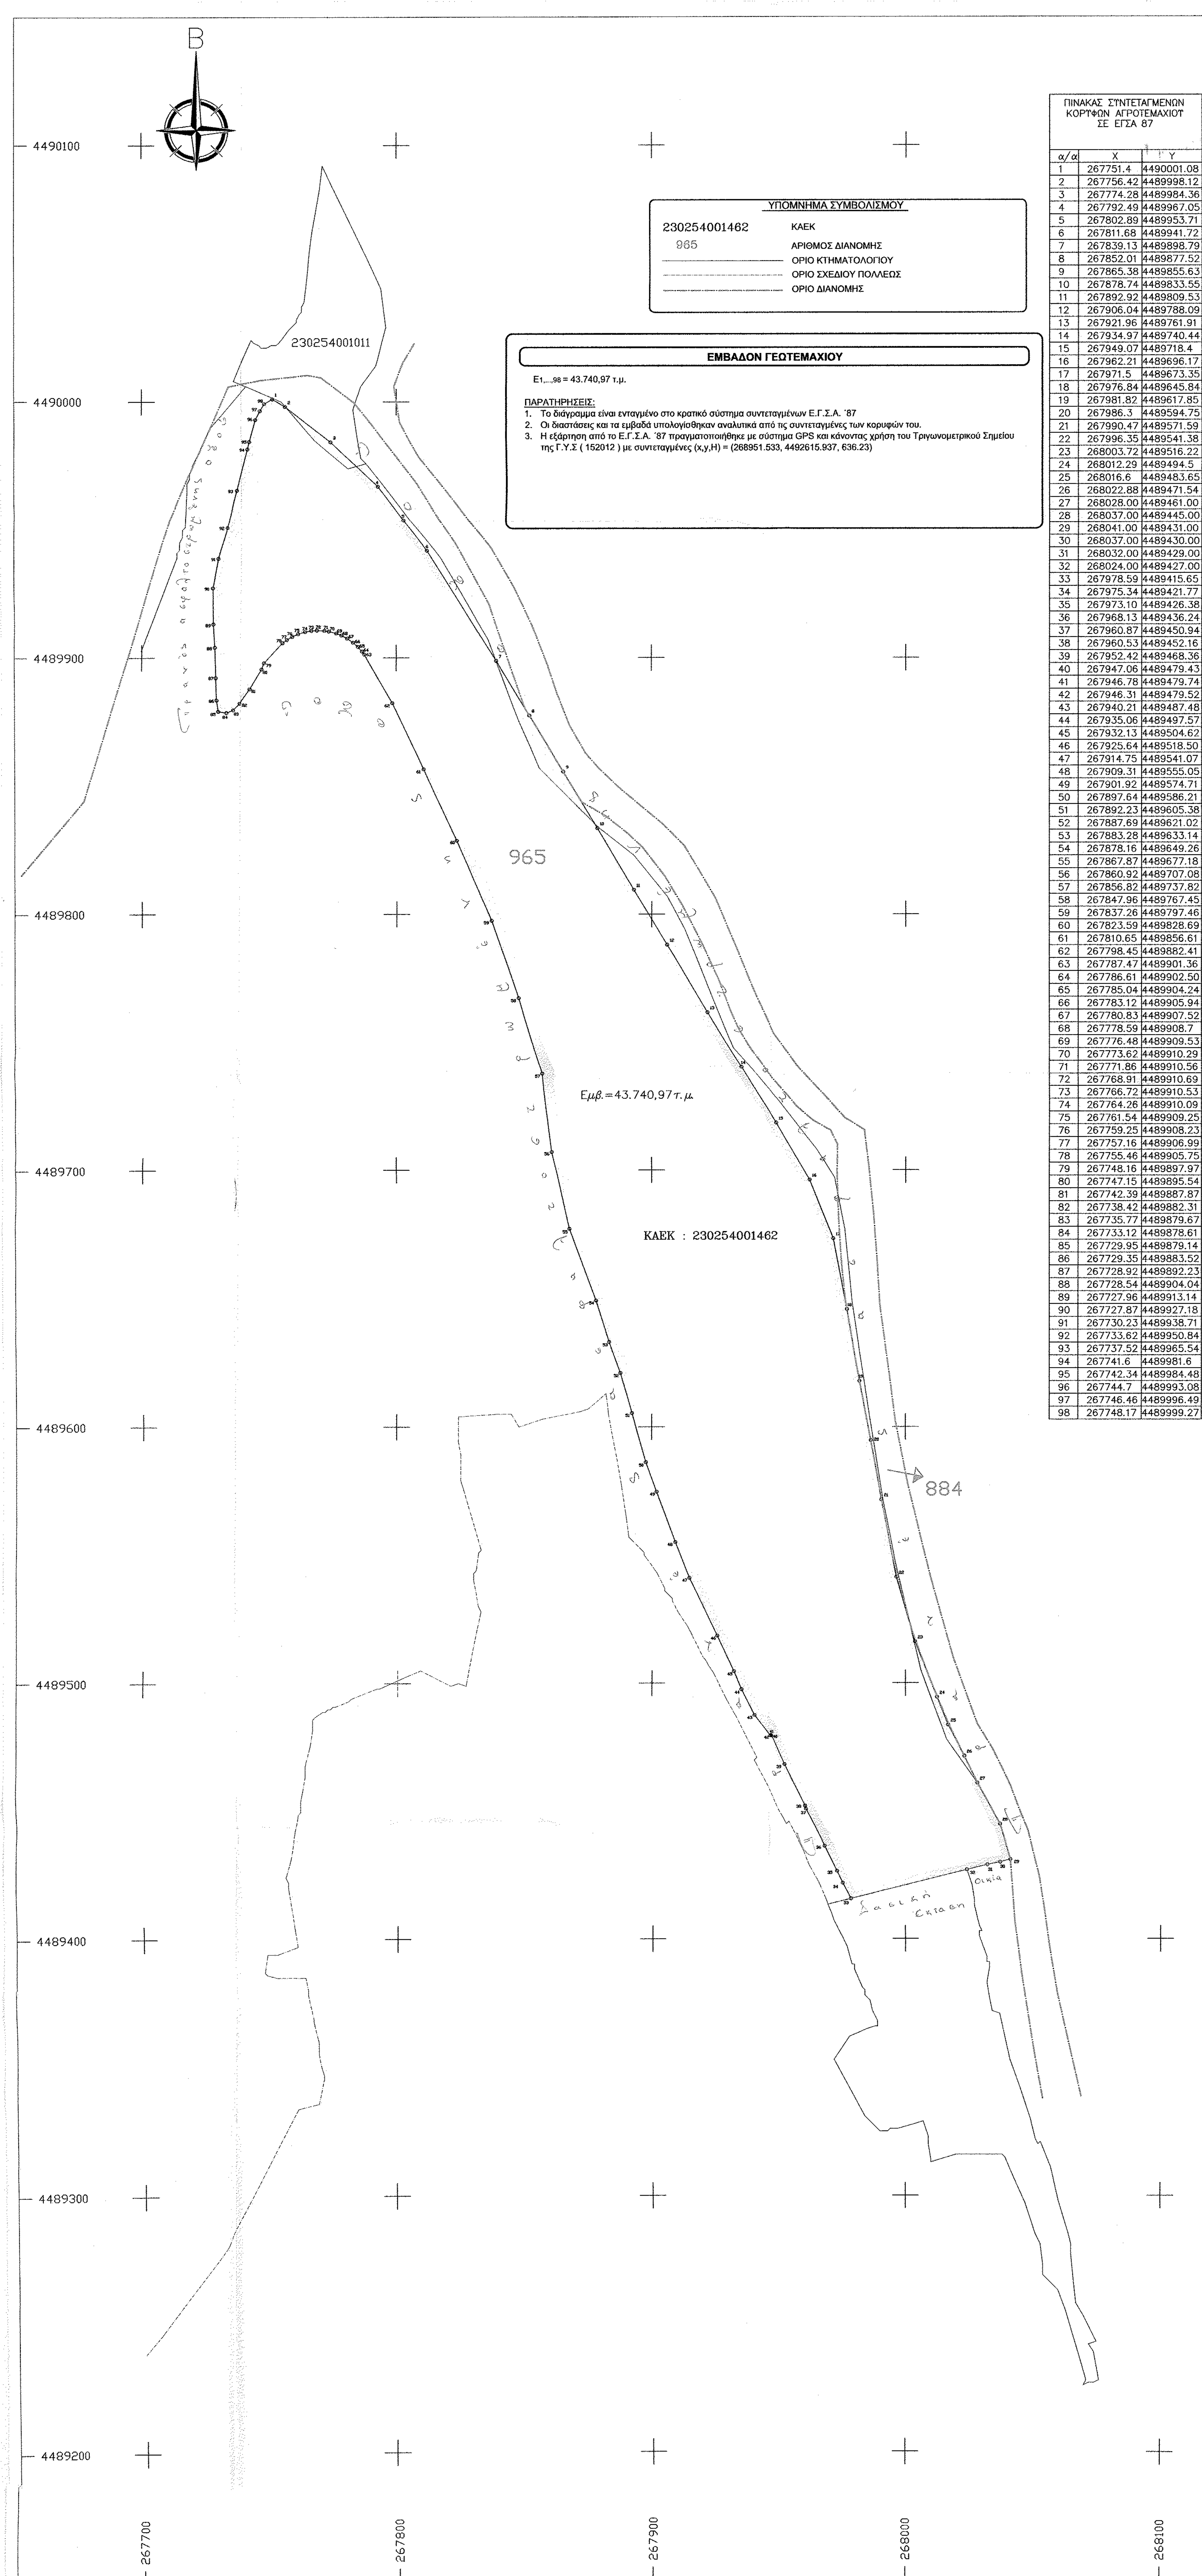 B
4490100
4490000
4489900
4489800
4489700
4489600
4489500
4489400
4489300
4489200
267700
267800
267900
268000
268100
ΥΠΟΜΝΗΜΑ ΣΥΜΒΟΛΙΣΜΟΥ
230254001462 ΚΑΕΚ
965 ΑΡΙΘΜΟΣ ΔΙΑΝΟΜΗΣ
ΟΡΙΟ ΚΤΗΜΑΤΟΛΟΓΙΟΥ
ΟΡΙΟ ΣΧΕΔΙΟΥ ΠΟΛΛΕΩΣ
ΟΡΙΟ ΔΙΑΝΟΜΗΣ
ΕΜΒΑΔΟΝ ΓΕΩΤΕΜΑΧΙΟΥ
Ε1,...,98 = 43.740,97 τ.μ.
ΠΑΡΑΤΗΡΗΣΕΙΣ:
1. Το διάγραμμα είναι ενταγμένο στο κρατικό σύστημα συντεταγμένων Ε.Γ.Σ.Α. '87
2. Οι διαστάσεις και τα εμβαδά υπολογίσθηκαν αναλυτικά από τις συντεταγμένες των κορυφών του.
3. Η εξάρτηση από το Ε.Γ.Σ.Α. '87 πραγματοποιήθηκε με σύστημα GPS και κάνοντας χρήση του Τριγωνομετρικού Σημείου
της Γ.Υ.Σ ( 152012 ) με συντεταγμένες (x,y,H) = (268951.533, 4492615.937, 636.23)
230254001011
965
Εμβ.=43.740,97τ.μ.
ΚΑΕΚ : 230254001462
884
Δασική
έκταση
οικία
ΠΙΝΑΚΑΣ ΣΥΝΤΕΤΑΓΜΕΝΩΝ
ΚΟΡΥΦΩΝ ΑΓΡΟΤΕΜΑΧΙΟΥ
ΣΕ ΕΓΣΑ 87
α/α X Y
1 267751.4 4490001.08
2 267756.42 4489998.12
3 267774.28 4489984.36
4 267792.49 4489967.05
5 267802.89 4489953.71
6 267811.68 4489941.72
7 267839.13 4489898.79
8 267852.01 4489877.52
9 267865.38 4489855.63
10 267878.74 4489833.55
11 267892.92 4489809.53
12 267906.04 4489788.09
13 267921.96 4489761.91
14 267934.97 4489740.44
15 267949.07 4489718.4
16 267962.21 4489696.17
17 267971.5 4489673.35
18 267976.84 4489645.84
19 267981.82 4489617.85
20 267986.3 4489594.75
21 267990.47 4489571.59
22 267996.35 4489541.38
23 268003.72 4489516.22
24 268012.29 4489494.5
25 268016.6 4489483.65
26 268022.88 4489471.54
27 268028.00 4489461.00
28 268037.00 4489445.00
29 268041.00 4489431.00
30 268037.00 4489430.00
31 268032.00 4489429.00
32 268024.00 4489427.00
33 267978.59 4489415.65
34 267975.34 4489421.77
35 267973.10 4489426.38
36 267968.13 4489436.24
37 267960.87 4489450.94
38 267960.53 4489452.16
39 267952.42 4489468.36
40 267947.06 4489479.43
41 267946.78 4489479.74
42 267946.31 4489479.52
43 267940.21 4489487.48
44 267935.06 4489497.57
45 267932.13 4489504.62
46 267925.64 4489518.50
47 267914.75 4489541.07
48 267909.31 4489555.05
49 267901.92 4489574.71
50 267897.64 4489586.21
51 267892.23 4489605.38
52 267887.69 4489621.02
53 267883.28 4489633.14
54 267878.16 4489649.26
55 267867.87 4489677.18
56 267860.92 4489707.08
57 267856.82 4489737.82
58 267847.96 4489767.45
59 267837.26 4489797.46
60 267823.59 4489828.69
61 267810.65 4489856.61
62 267798.45 4489882.41
63 267787.47 4489901.36
64 267786.61 4489902.50
65 267785.04 4489904.24
66 267783.12 4489905.94
67 267780.83 4489907.52
68 267778.59 4489908.7
69 267776.48 4489909.53
70 267773.62 4489910.29
71 267771.86 4489910.56
72 267768.91 4489910.69
73 267766.72 4489910.53
74 267764.26 4489910.09
75 267761.54 4489909.25
76 267759.25 4489908.23
77 267757.16 4489906.99
78 267755.46 4489905.75
79 267748.16 4489897.97
80 267747.15 4489895.54
81 267742.39 4489887.87
82 267738.42 4489882.31
83 267735.77 4489879.67
84 267733.12 4489878.61
85 267729.95 4489879.14
86 267729.35 4489883.52
87 267728.92 4489892.23
88 267728.54 4489904.04
89 267727.96 4489913.14
90 267727.87 4489927.18
91 267730.23 4489938.71
92 267733.62 4489950.84
93 267737.52 4489965.54
94 267741.6 4489981.6
95 267742.34 4489984.48
96 267744.7 4489993.08
97 267746.46 4489996.49
98 267748.17 4489999.27